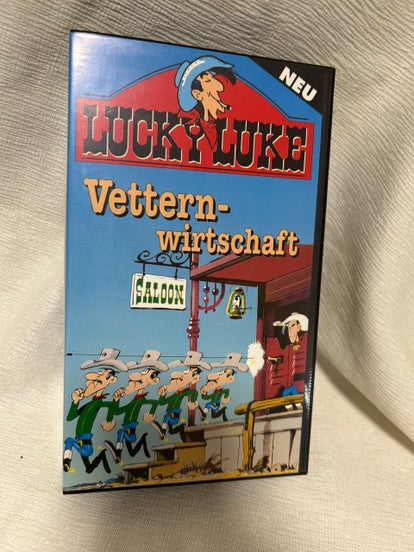 NEU
LUCKY LUKE
Vettern-
wirtschaft
SALOON